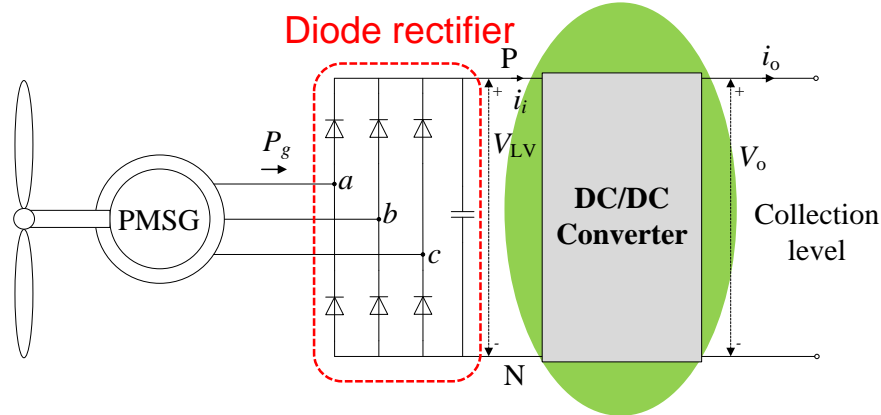 Diode rectifier
P
i_o
+
i_i
+
P_g
V_LV
V_o
a
PMSG
b
DC/DC
Converter
Collection
level
c
-
-
N